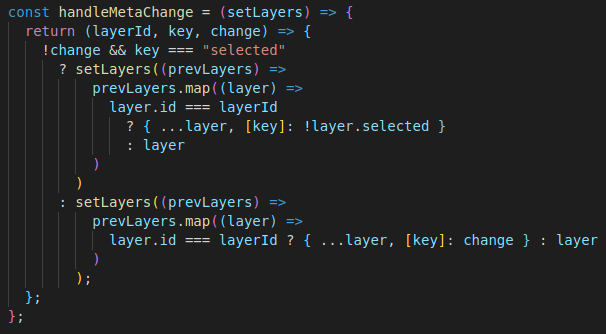 const handleMetaChange = (setLayers) => {
  return (layerId, key, change) => {
    !change && key === "selected"
      ? setLayers((prevLayers) =>
          prevLayers.map((layer) =>
            layer.id === layerId
              ? { ...layer, [key]: !layer.selected }
              : layer
          )
        )
      : setLayers((prevLayers) =>
          prevLayers.map((layer) =>
            layer.id === layerId ? { ...layer, [key]: change } : layer
          )
        );
  };
};